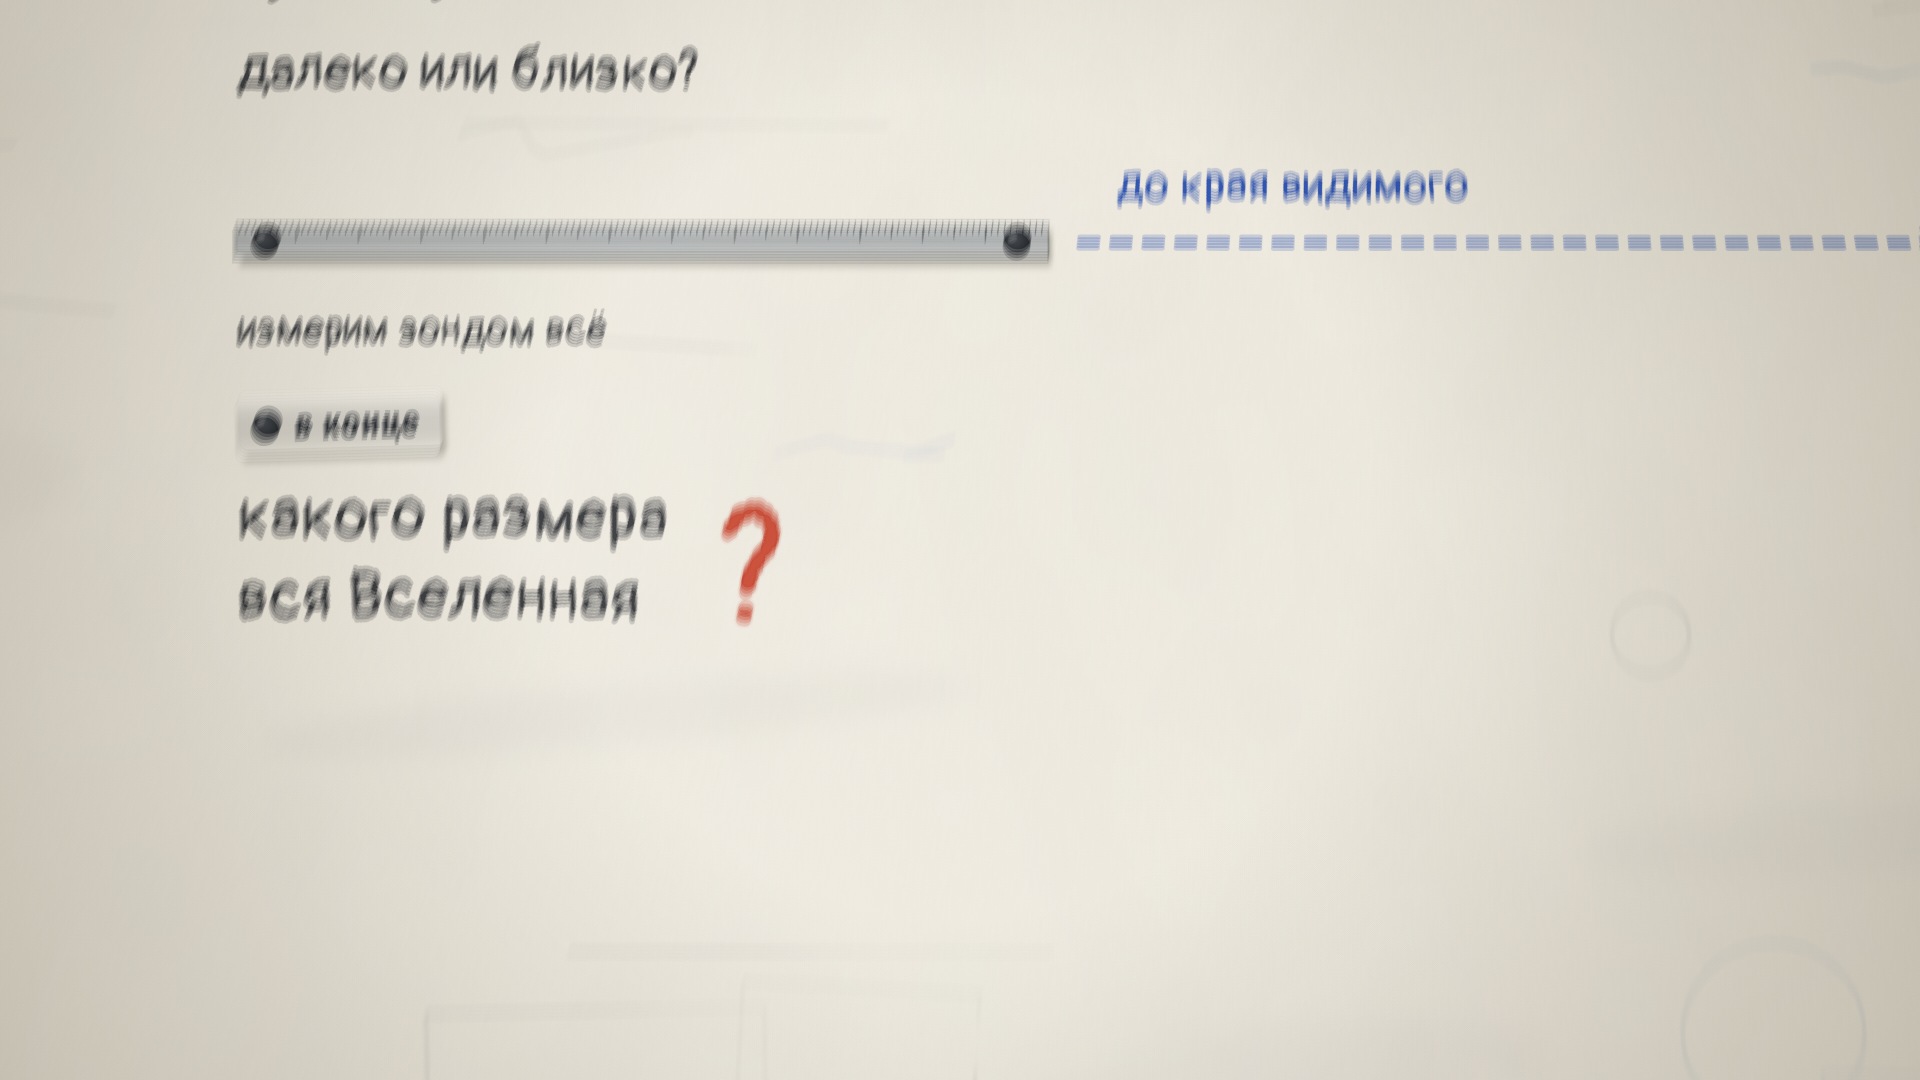 далеко или близко?
до края видимого
измерим зондом всё
в конце
какого размера
вся Вселенная ?